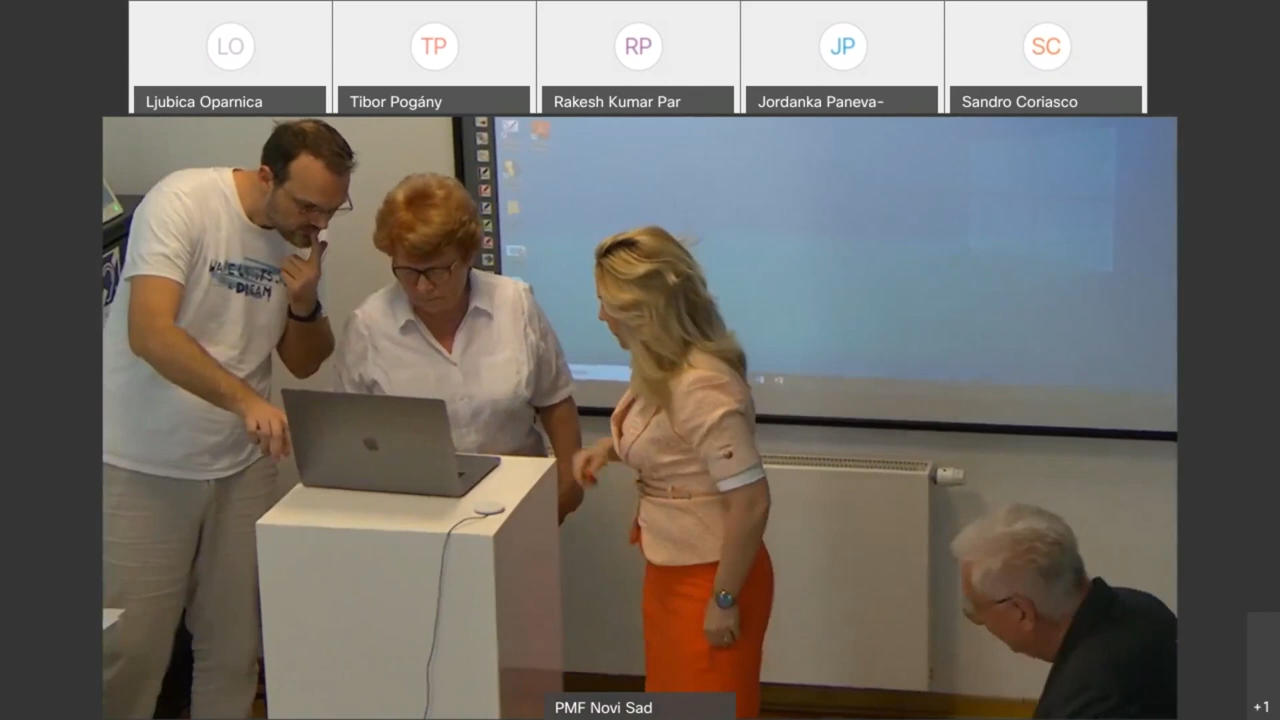 LO
TP
RP
JP
SC
Ljubica Oparnica
Tibor Pogány
Rakesh Kumar Par
Jordanka Paneva-
Sandro Coriasco
DREAM
PMF Novi Sad
+1